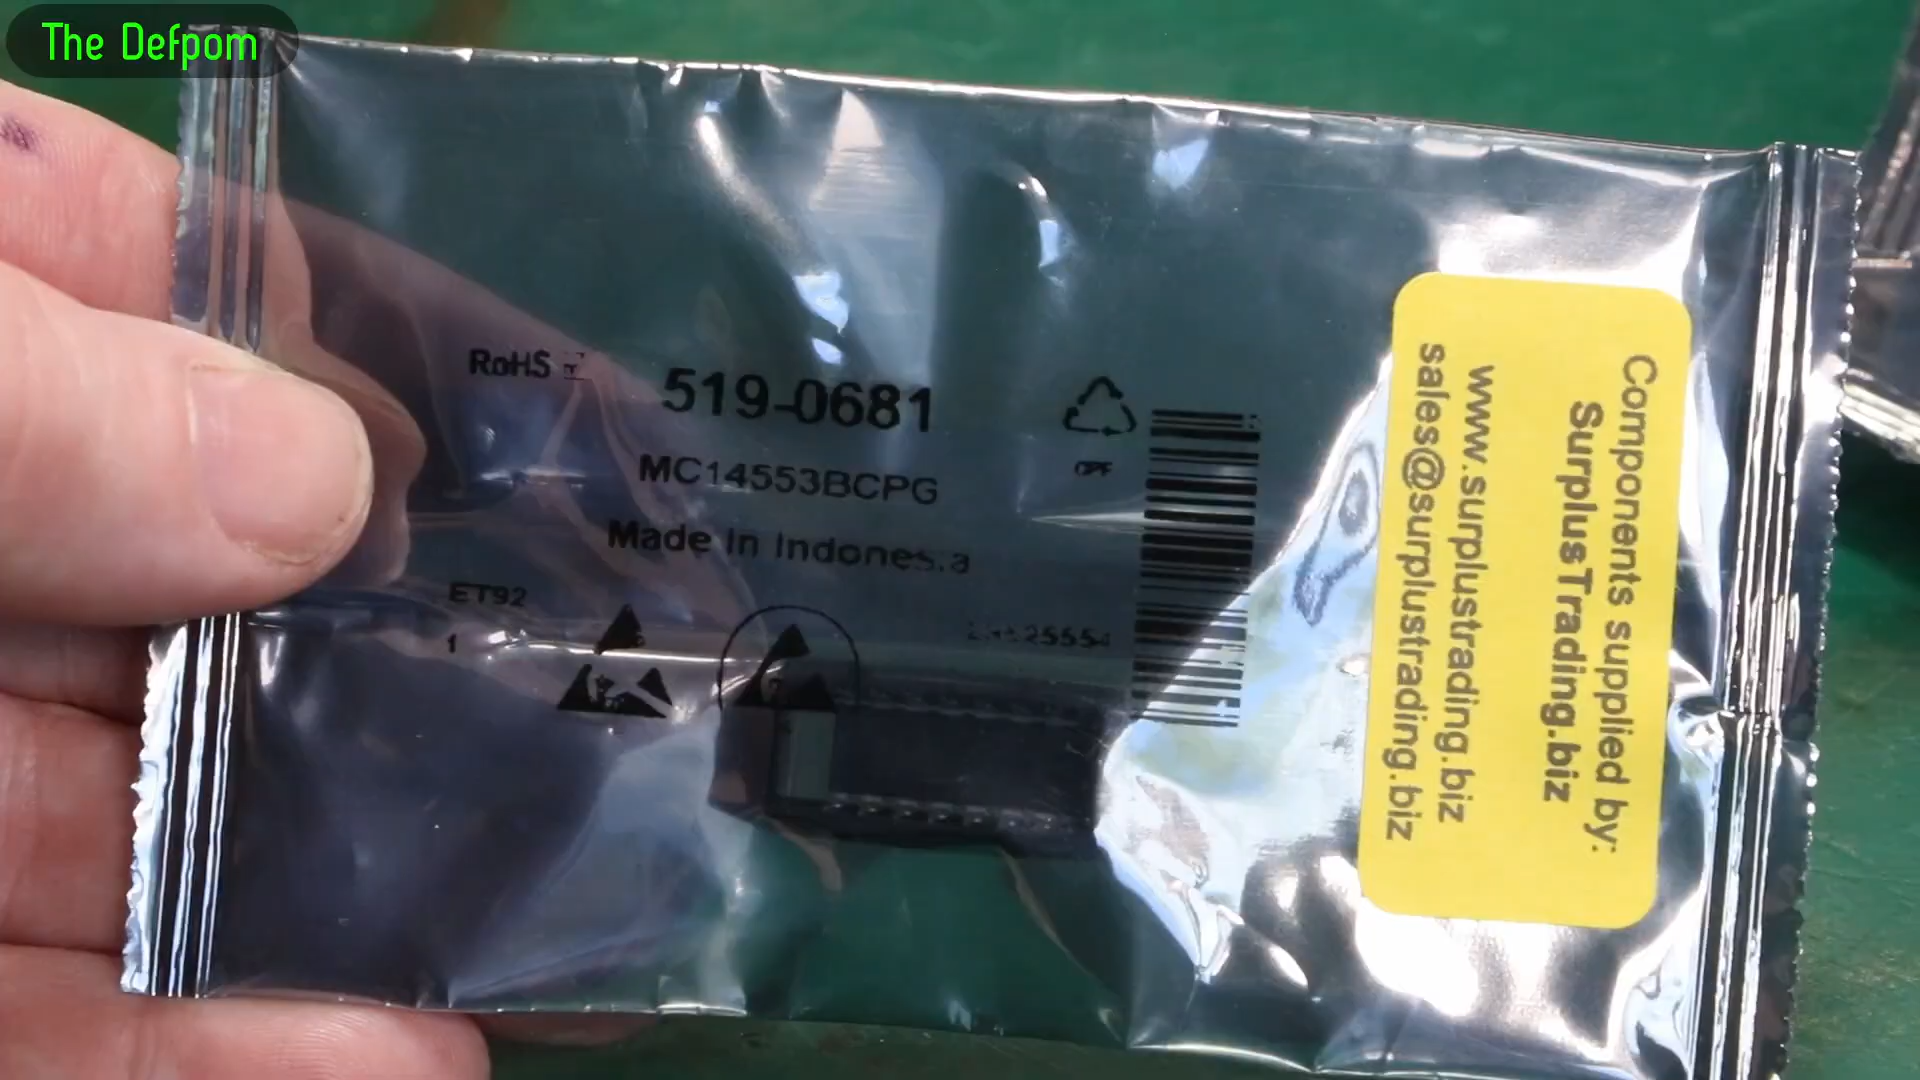 The Defpom
RoHS
519-0681
MC14553BCPG
Made in Indonesia
ET92
1
Components supplied by:
SurplusTrading.biz
www.surplustrading.biz
sales@surplustrading.biz